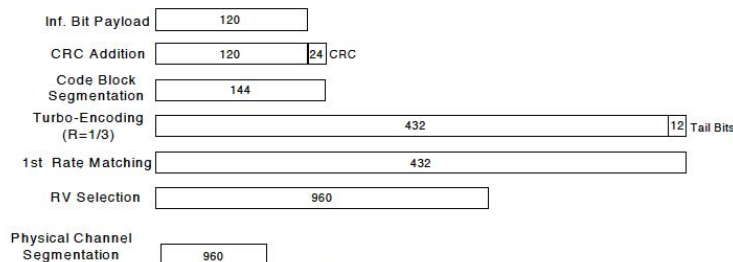 Inf. Bit Payload 120
CRC Addition 120 24 CRC
Code Block
Segmentation 144
Turbo-Encoding
(R=1/3) 432 12 Tail Bits
1st Rate Matching 432
RV Selection 960
Physical Channel
Segmentation 960